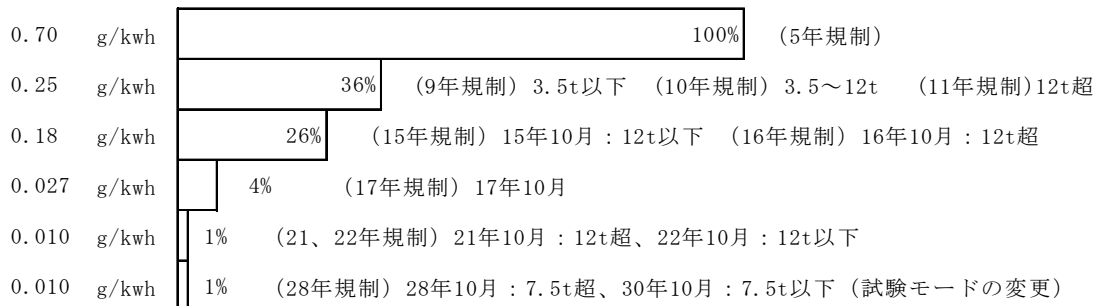 0.70 g/kwh 100% (5年規制)
0.25 g/kwh 36% (9年規制) 3.5t以下 (10年規制) 3.5～12t (11年規制)12t超
0.18 g/kwh 26% (15年規制) 15年10月：12t以下 (16年規制) 16年10月：12t超
0.027 g/kwh 4% (17年規制) 17年10月
0.010 g/kwh 1% (21、22年規制) 21年10月：12t超、22年10月：12t以下
0.010 g/kwh 1% (28年規制) 28年10月：7.5t超、30年10月：7.5t以下 (試験モードの変更)